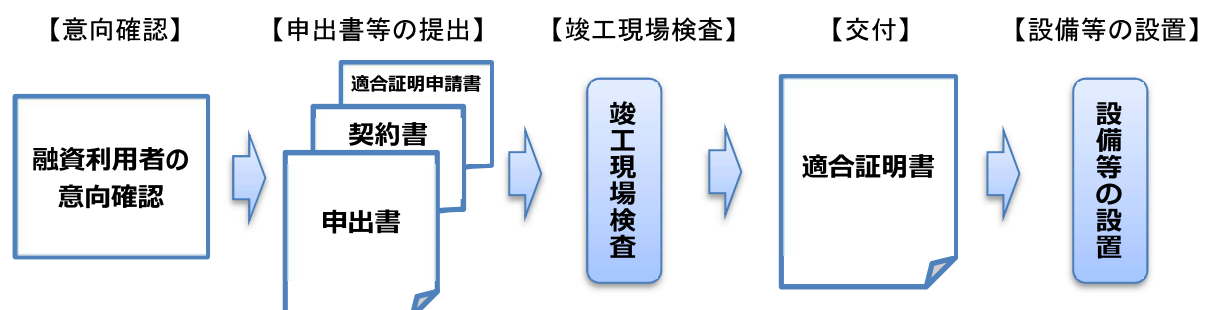 【意向確認】
【申出書等の提出】
【竣工現場検査】
【交付】
【設備等の設置】
融資利用者の
意向確認
適合証明申請書
契約書
申出書
竣工現場検査
適合証明書
設備等の設置